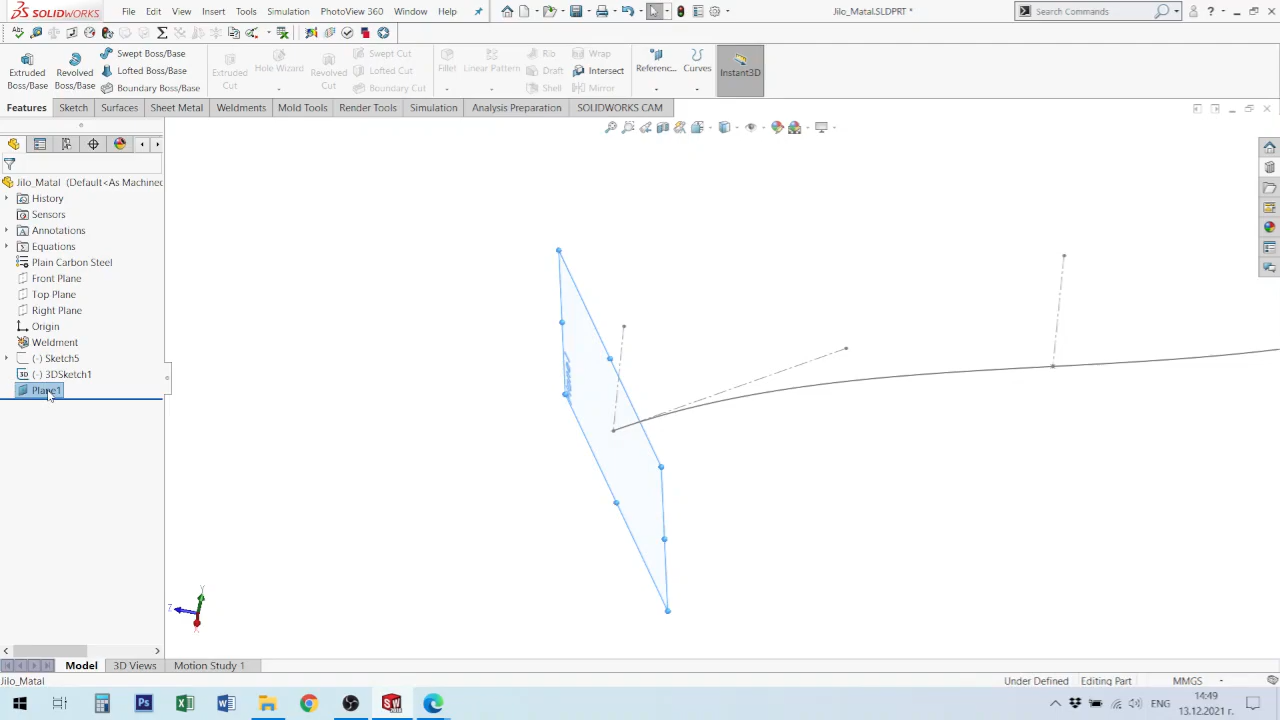 SOLIDWORKS File Edit View Insert Tools Simulation PhotoView 360 Window Help Jilo_Matal.SLDPRT * Search Commands
Extruded Boss/Base
Revolved Boss/Base
Swept Boss/Base
Lofted Boss/Base
Boundary Boss/Base
Extruded Cut
Hole Wizard
Revolved Cut
Swept Cut
Lofted Cut
Boundary Cut
Fillet
Linear Pattern
Rib
Draft
Shell
Wrap
Intersect
Mirror
Referenc...
Curves
Instant3D
Features Sketch Surfaces Sheet Metal Weldments Mold Tools Render Tools Simulation Analysis Preparation SOLIDWORKS CAM
Jilo_Matal (Default<As Machined
History
Sensors
Annotations
Equations
Plain Carbon Steel
Front Plane
Top Plane
Right Plane
Origin
Weldment
(-) Sketch5
3D (-) 3DSketch1
Plane1
Y
Z
X
Model 3D Views Motion Study 1
Jilo_Matal Under Defined Editing Part MMGS
ENG 14:49
13.12.2021 г.